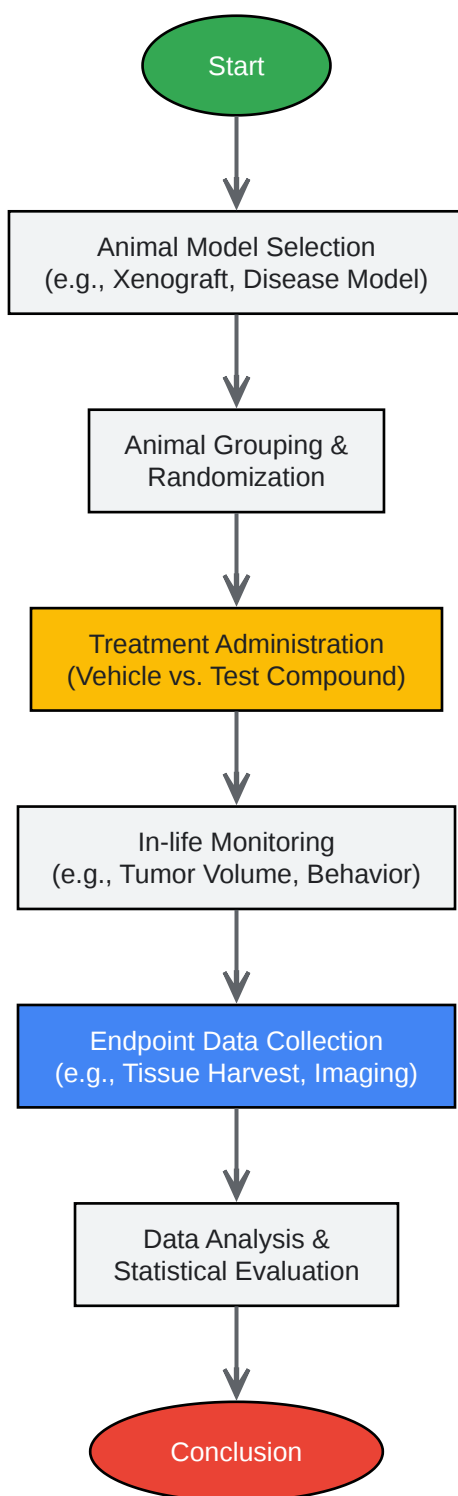 Start
Animal Model Selection
(e.g., Xenograft, Disease Model)
Animal Grouping &
Randomization
Treatment Administration
(Vehicle vs. Test Compound)
In-life Monitoring
(e.g., Tumor Volume, Behavior)
Endpoint Data Collection
(e.g., Tissue Harvest, Imaging)
Data Analysis &
Statistical Evaluation
Conclusion